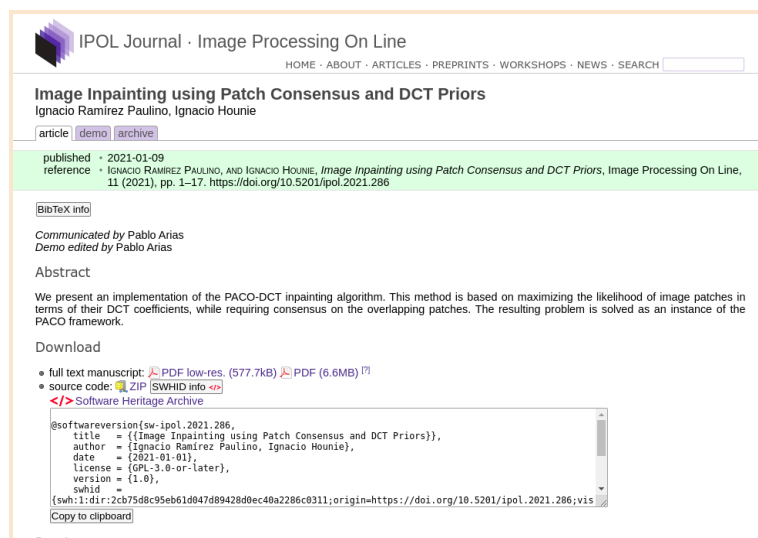 IPOL Journal · Image Processing On Line
HOME · ABOUT · ARTICLES · PREPRINTS · WORKSHOPS · NEWS · SEARCH
Image Inpainting using Patch Consensus and DCT Priors
Ignacio Ramírez Paulino, Ignacio Hounie
article demo archive
published • 2021-01-09
reference • Ignacio Ramírez Paulino, and Ignacio Hounie, Image Inpainting using Patch Consensus and DCT Priors, Image Processing On Line,
11 (2021), pp. 1–17. https://doi.org/10.5201/ipol.2021.286
BibTeX info
Communicated by Pablo Arias
Demo edited by Pablo Arias
Abstract
We present an implementation of the PACO-DCT inpainting algorithm. This method is based on maximizing the likelihood of image patches in
terms of their DCT coefficients, while requiring consensus on the overlapping patches. The resulting problem is solved as an instance of the
PACO framework.
Download
• full text manuscript: PDF low-res. (577.7kB) PDF (6.6MB) [?]
• source code: ZIP SWHID info </>
</> Software Heritage Archive
@softwareversion{sw-ipol.2021.286,
title = {{Image Inpainting using Patch Consensus and DCT Priors}},
author = {Ignacio Ramírez Paulino, Ignacio Hounie},
date = {2021-01-01},
license = {GPL-3.0-or-later},
version = {1.0},
swhid =
{swh:1:dir:2cb75d8c95eb61d047d89428d0ec40a2286c0311;origin=https://doi.org/10.5201/ipol.2021.286;vis
Copy to clipboard